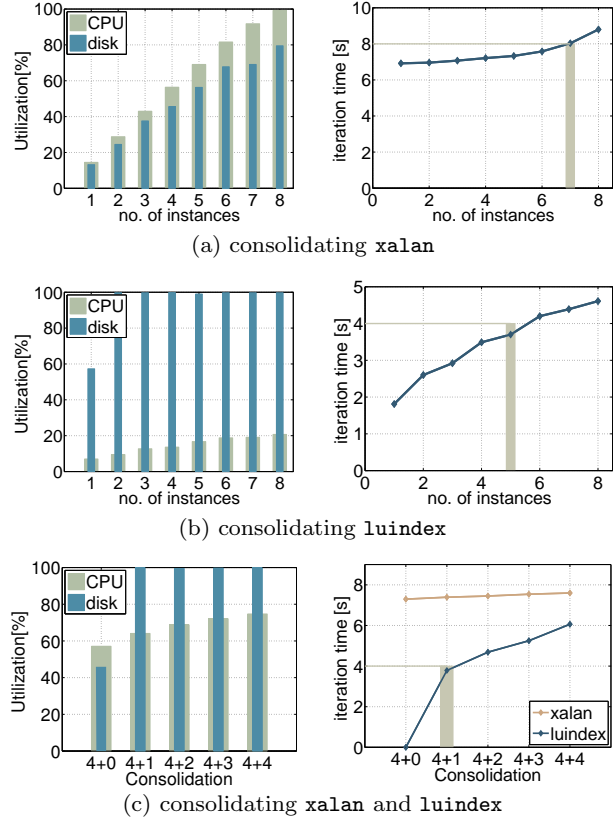 100
80
60
40
20
0
Utilization[%]
CPU
disk
1 2 3 4 5 6 7 8
no. of instances
10
8
6
4
2
0
iteration time [s]
0 2 4 6 8
no. of instances
(a) consolidating xalan
100
80
60
40
20
0
Utilization[%]
CPU
disk
1 2 3 4 5 6 7 8
no. of instances
5
4
3
2
1
0
iteration time [s]
0 2 4 6 8
no. of instances
(b) consolidating luindex
100
80
60
40
20
0
Utilization[%]
CPU
disk
4+0 4+1 4+2 4+3 4+4
Consolidation
8
6
4
2
0
iteration time [s]
xalan
luindex
4+0 4+1 4+2 4+3 4+4
Consolidation
(c) consolidating xalan and luindex